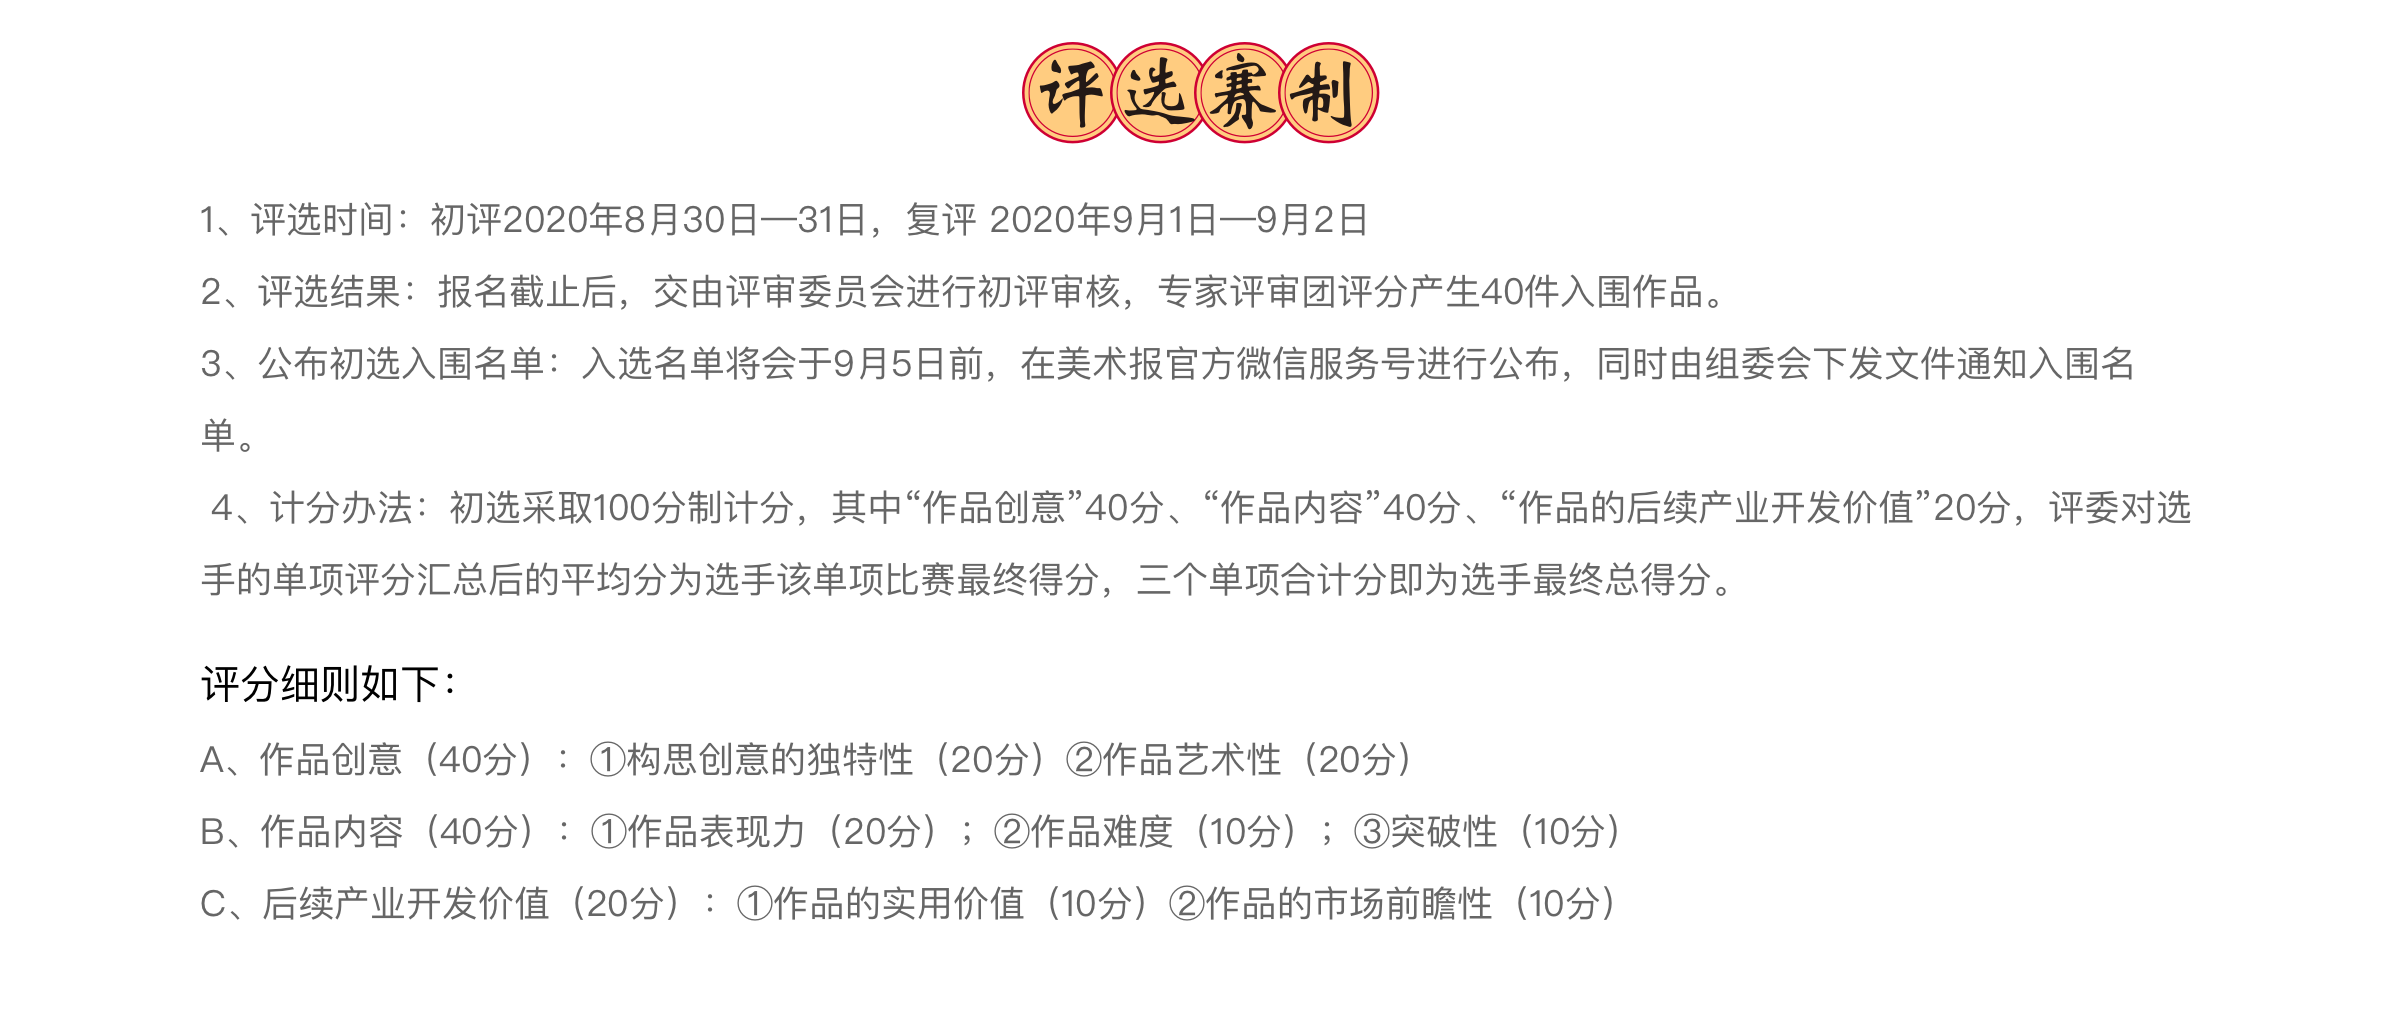 评选赛制
1、评选时间：初评2020年8月30日—31日，复评 2020年9月1日—9月2日
2、评选结果：报名截止后，交由评审委员会进行初评审核，专家评审团评分产生40件入围作品。
3、公布初选入围名单：入选名单将会于9月5日前，在美术报官方微信服务号进行公布，同时由组委会下发文件通知入围名
单。
4、计分办法：初选采取100分制计分，其中“作品创意”40分、“作品内容”40分、“作品的后续产业开发价值”20分，评委对选
手的单项评分汇总后的平均分为选手该单项比赛最终得分，三个单项合计分即为选手最终总得分。
评分细则如下：
A、作品创意（40分）：①构思创意的独特性（20分）②作品艺术性（20分）
B、作品内容（40分）：①作品表现力（20分）；②作品难度（10分）；③突破性（10分）
C、后续产业开发价值（20分）：①作品的实用价值（10分）②作品的市场前瞻性（10分）